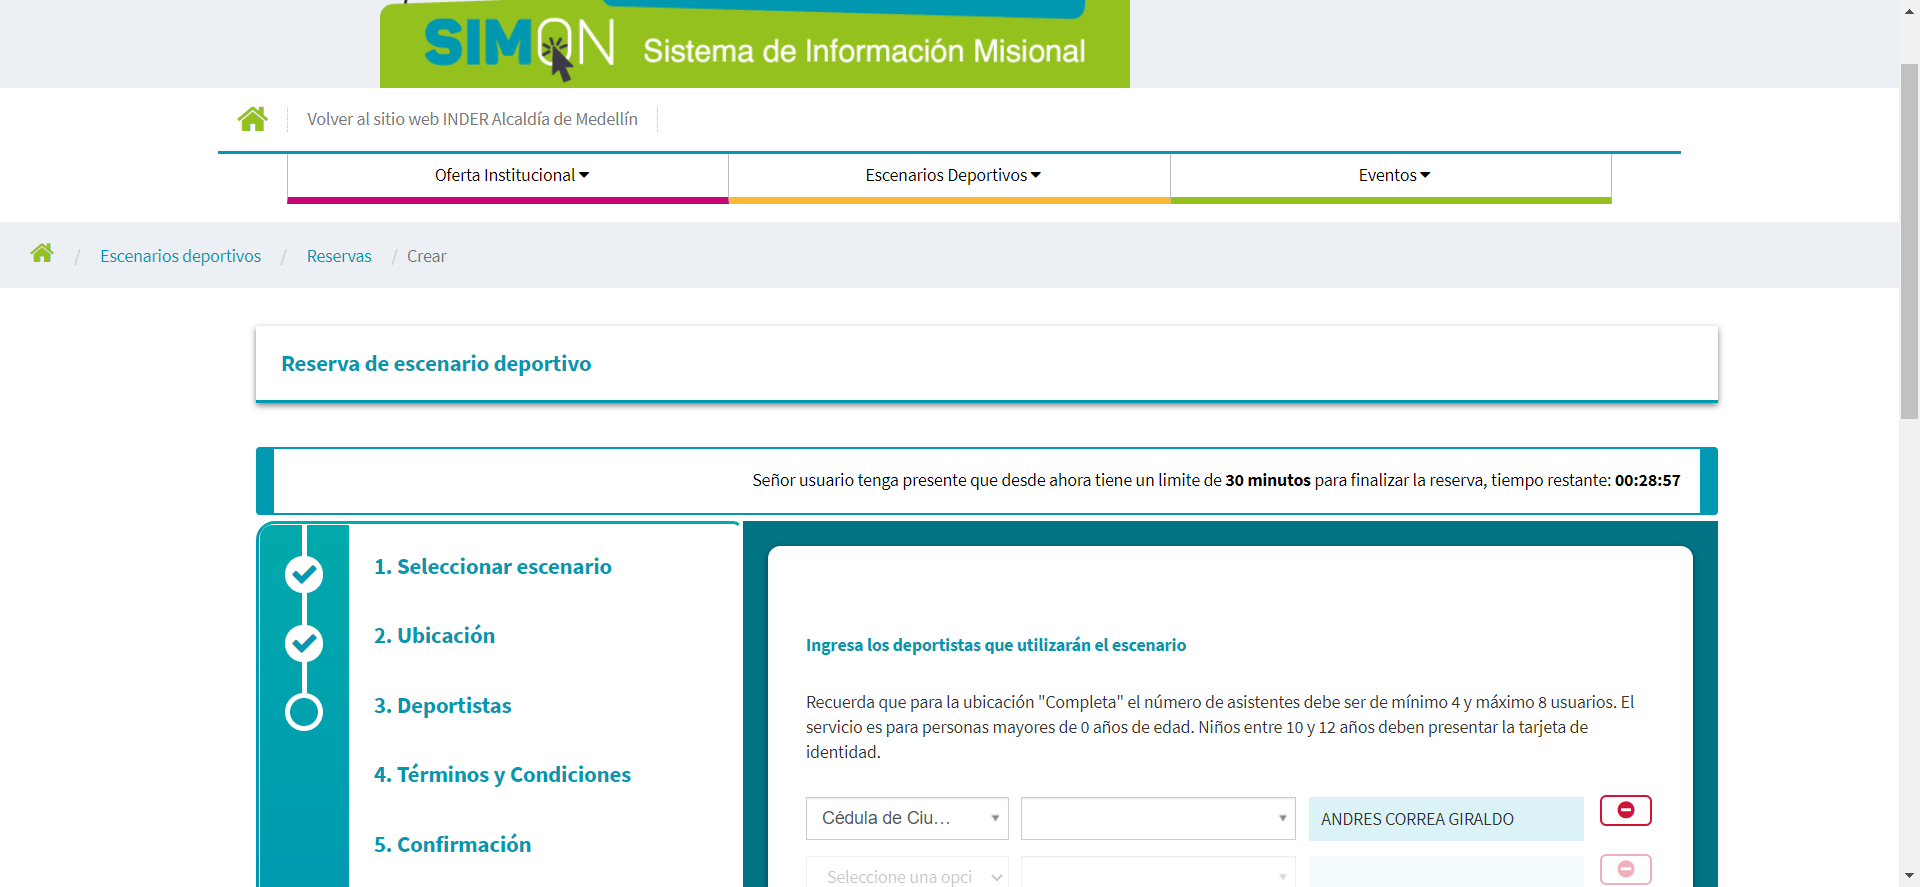 SIMON Sistema de Información Misional
Volver al sitio web INDER Alcaldía de Medellín
Oferta Institucional
Escenarios Deportivos
Eventos
/ Escenarios deportivos / Reservas / Crear
Reserva de escenario deportivo
Señor usuario tenga presente que desde ahora tiene un limite de 30 minutos para finalizar la reserva, tiempo restante: 00:28:57
1. Seleccionar escenario
2. Ubicación
3. Deportistas
4. Términos y Condiciones
5. Confirmación
Ingresa los deportistas que utilizarán el escenario
Recuerda que para la ubicación "Completa" el número de asistentes debe ser de mínimo 4 y máximo 8 usuarios. El
servicio es para personas mayores de 0 años de edad. Niños entre 10 y 12 años deben presentar la tarjeta de
identidad.
Cédula de Ciu…
ANDRES CORREA GIRALDO
Seleccione una opci